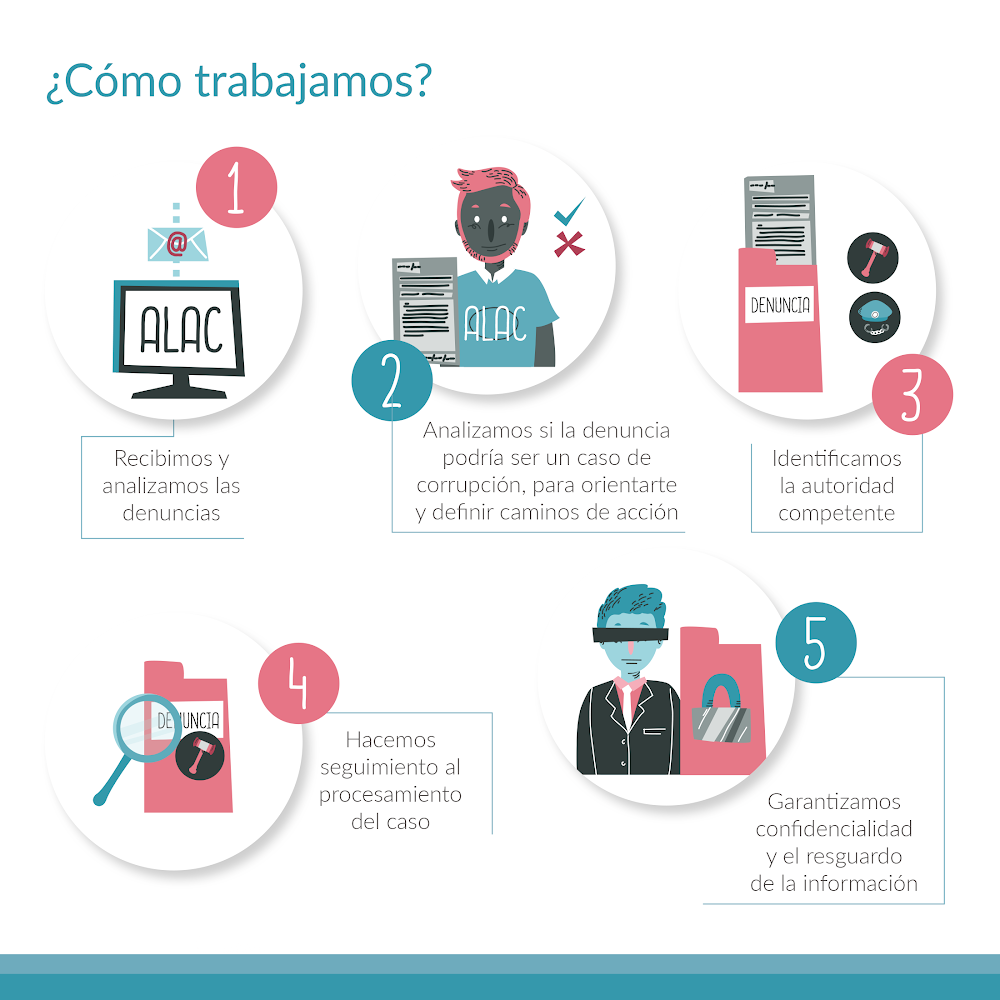 ¿Cómo trabajamos?
1
@
ALAC
Recibimos y
analizamos las
denuncias
ALAC
2
Analizamos si la denuncia
podría ser un caso de
corrupción, para orientarte
y definir caminos de acción
DENUNCIA
3
Identificamos
la autoridad
competente
4
DENUNCIA
Hacemos
seguimiento al
procesamiento
del caso
5
Garantizamos
confidencialidad
y el resguardo
de la información